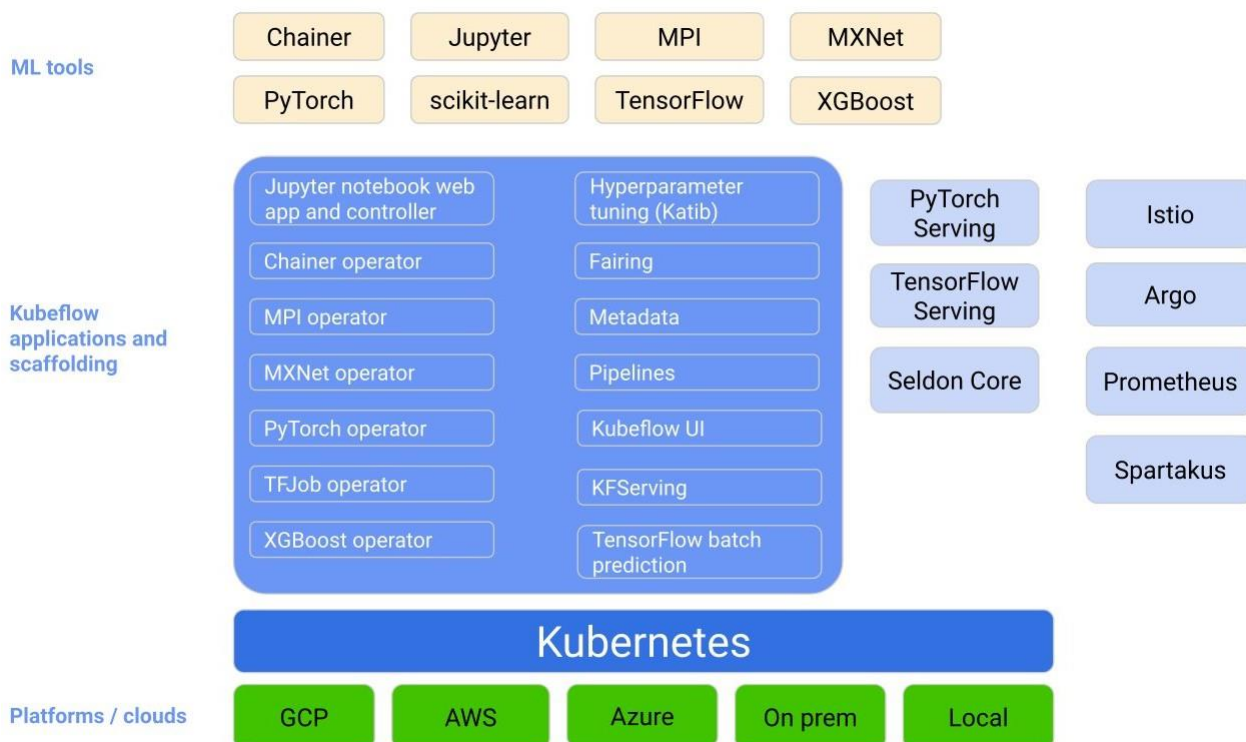 ML tools
Chainer
Jupyter
MPI
MXNet
PyTorch
scikit-learn
TensorFlow
XGBoost
Kubeflow
applications and
scaffolding
Jupyter notebook web
app and controller
Chainer operator
MPI operator
MXNet operator
PyTorch operator
TFJob operator
XGBoost operator
Hyperparameter
tuning (Katib)
Fairing
Metadata
Pipelines
Kubeflow UI
KFServing
TensorFlow batch
prediction
PyTorch
Serving
TensorFlow
Serving
Seldon Core
Istio
Argo
Prometheus
Spartakus
Kubernetes
Platforms / clouds
GCP
AWS
Azure
On prem
Local